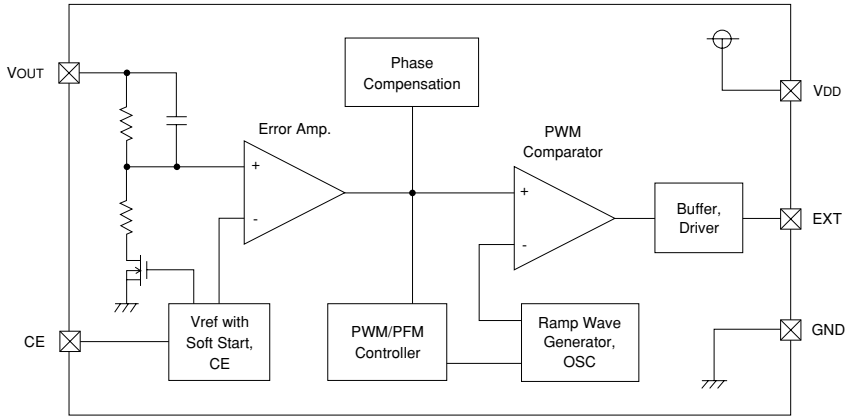 Phase
Compensation
VOUT
VDD
Error Amp.
PWM
Comparator
+
-
+
-
Buffer,
Driver
EXT
Vref with
Soft Start,
CE
PWM/PFM
Controller
Ramp Wave
Generator,
OSC
CE
GND